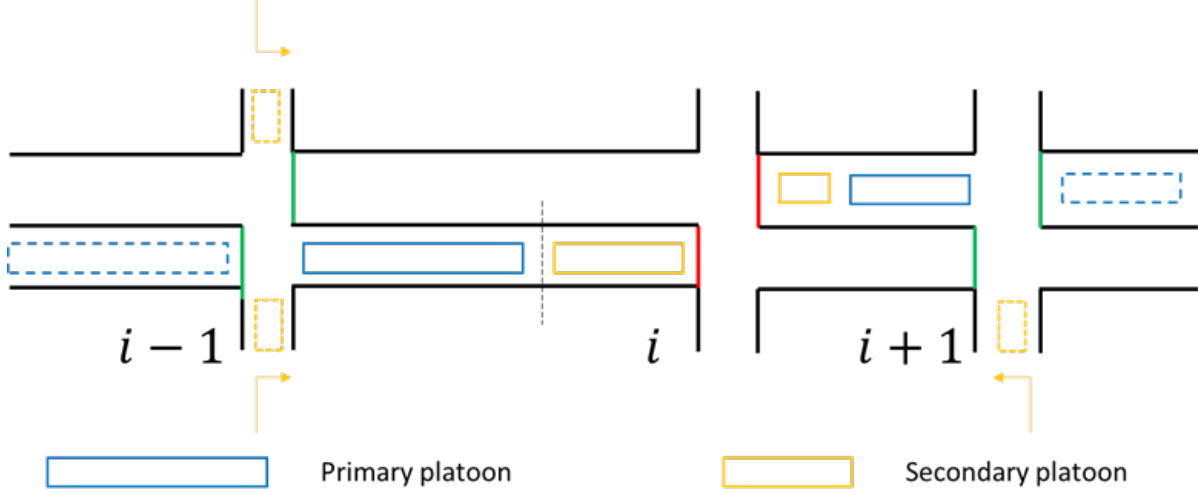 i − 1
i
i + 1
Primary platoon
Secondary platoon